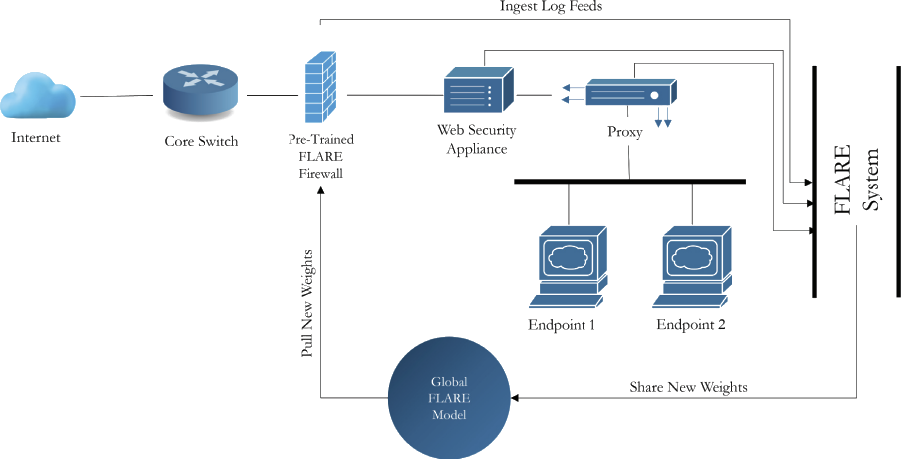 Ingest Log Feeds
Internet
Core Switch
Pre-Trained
FLARE
Firewall
Web Security
Appliance
Proxy
FLARE
System
Endpoint 1
Endpoint 2
Pull New Weights
Global
FLARE
Model
Share New Weights